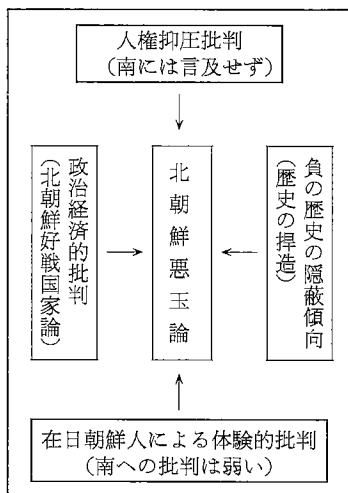 人権抑圧批判
(南には言及せず)
負の歴史の隠蔽傾向
(歴史の捏造)
北朝鮮悪玉論
政治経済的批判
(北朝鮮好戦国家論)
在日朝鮮人による体験的批判
(南への批判は弱い)